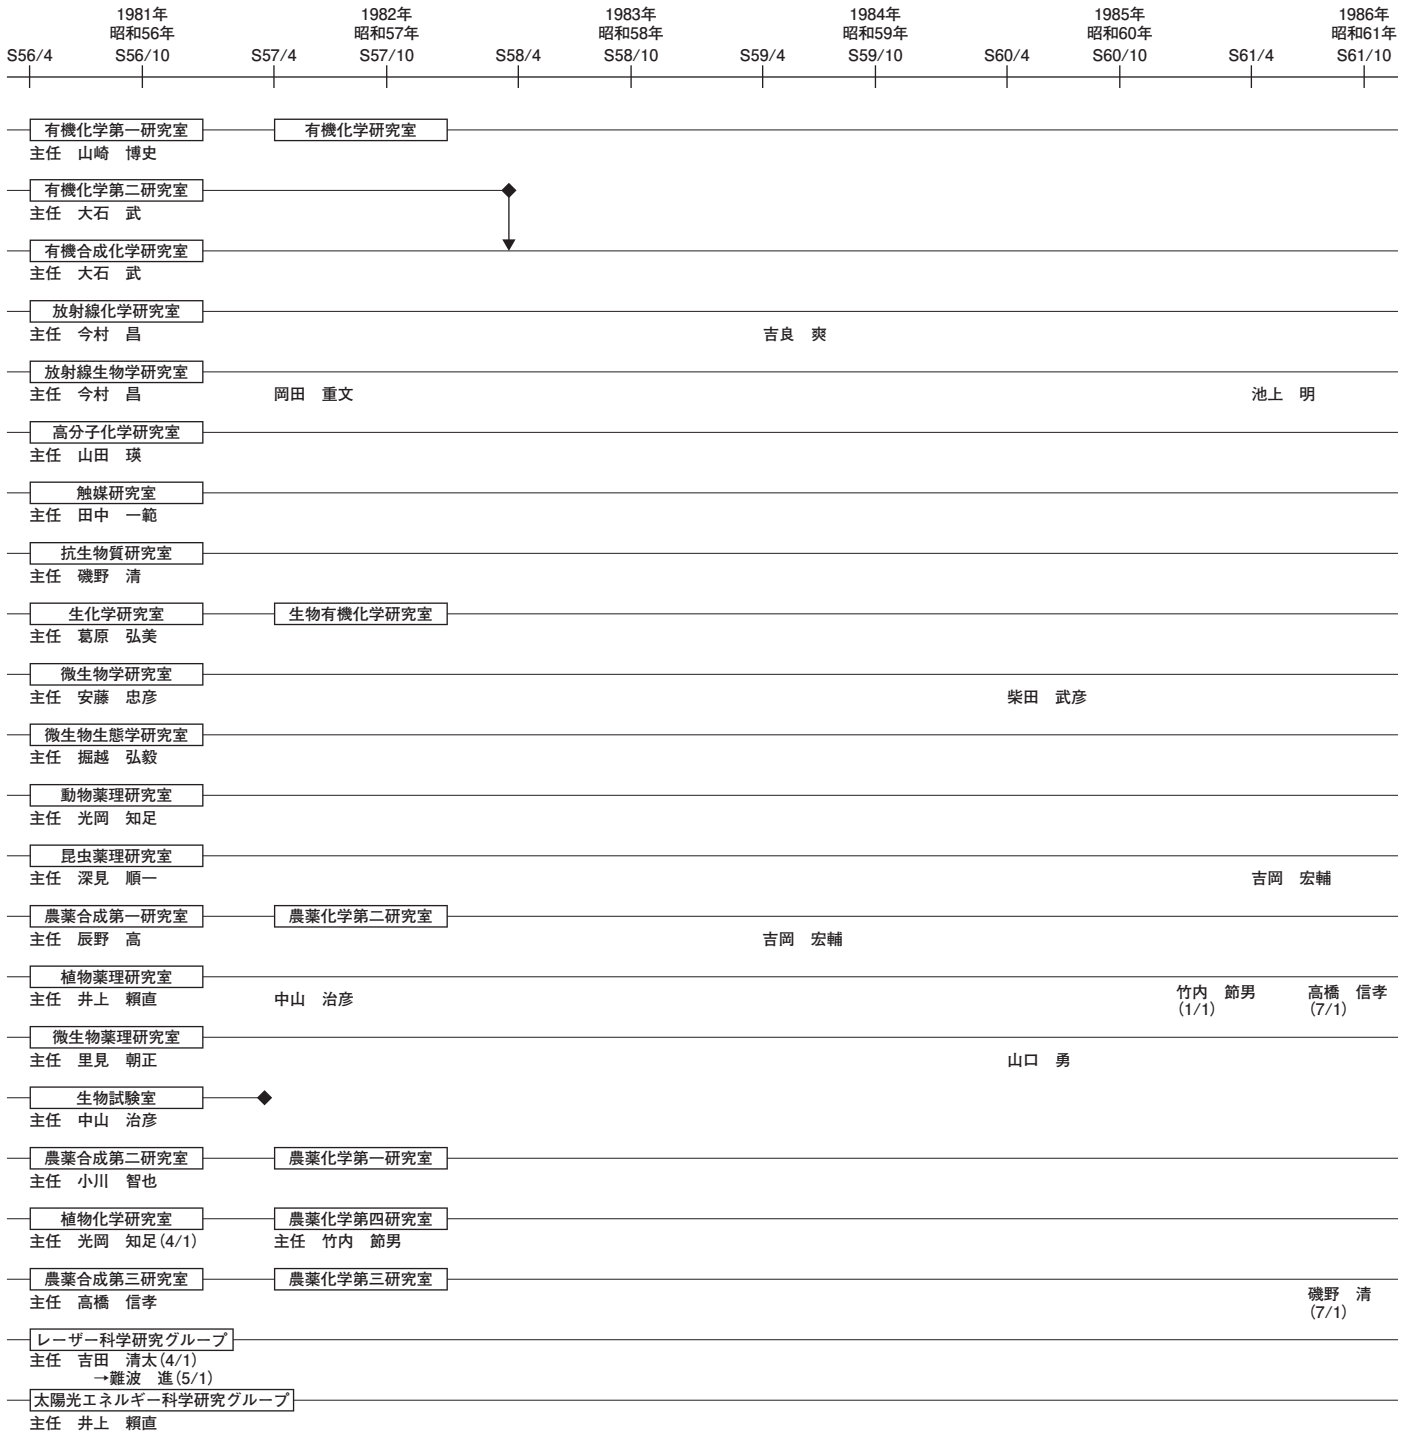 1981年 1982年 1983年 1984年 1985年 1986年
昭和56年 昭和57年 昭和58年 昭和59年 昭和60年 昭和61年
S56/4 S56/10 S57/4 S57/10 S58/4 S58/10 S59/4 S59/10 S60/4 S60/10 S61/4 S61/10
有機化学第一研究室 有機化学研究室
主任 山崎 博史
有機化学第二研究室
主任 大石 武
有機合成化学研究室
主任 大石 武
放射線化学研究室
主任 今村 昌 吉良 爽
放射線生物学研究室
主任 今村 昌 岡田 重文 池上 明
高分子化学研究室
主任 山田 瑛
触媒研究室
主任 田中 一範
抗生物質研究室
主任 磯野 清
生化学研究室 生物有機化学研究室
主任 葛原 弘美
微生物学研究室
主任 安藤 忠彦 柴田 武彦
微生物生態学研究室
主任 掘越 弘毅
動物薬理研究室
主任 光岡 知足
昆虫薬理研究室
主任 深見 順一 吉岡 宏輔
農薬合成第一研究室 農薬化学第二研究室
主任 辰野 高 吉岡 宏輔
植物薬理研究室
主任 井上 頼直 中山 治彦 竹内 節男 高橋 信孝
(1/1) (7/1)
微生物薬理研究室
主任 里見 朝正 山口 勇
生物試験室
主任 中山 治彦
農薬合成第二研究室 農薬化学第一研究室
主任 小川 智也
植物化学研究室 農薬化学第四研究室
主任 光岡 知足(4/1) 主任 竹内 節男
農薬合成第三研究室 農薬化学第三研究室
主任 高橋 信孝 磯野 清
(7/1)
レーザー科学研究グループ
主任 吉田 清太(4/1)
→難波 進(5/1)
太陽光エネルギー科学研究グループ
主任 井上 頼直